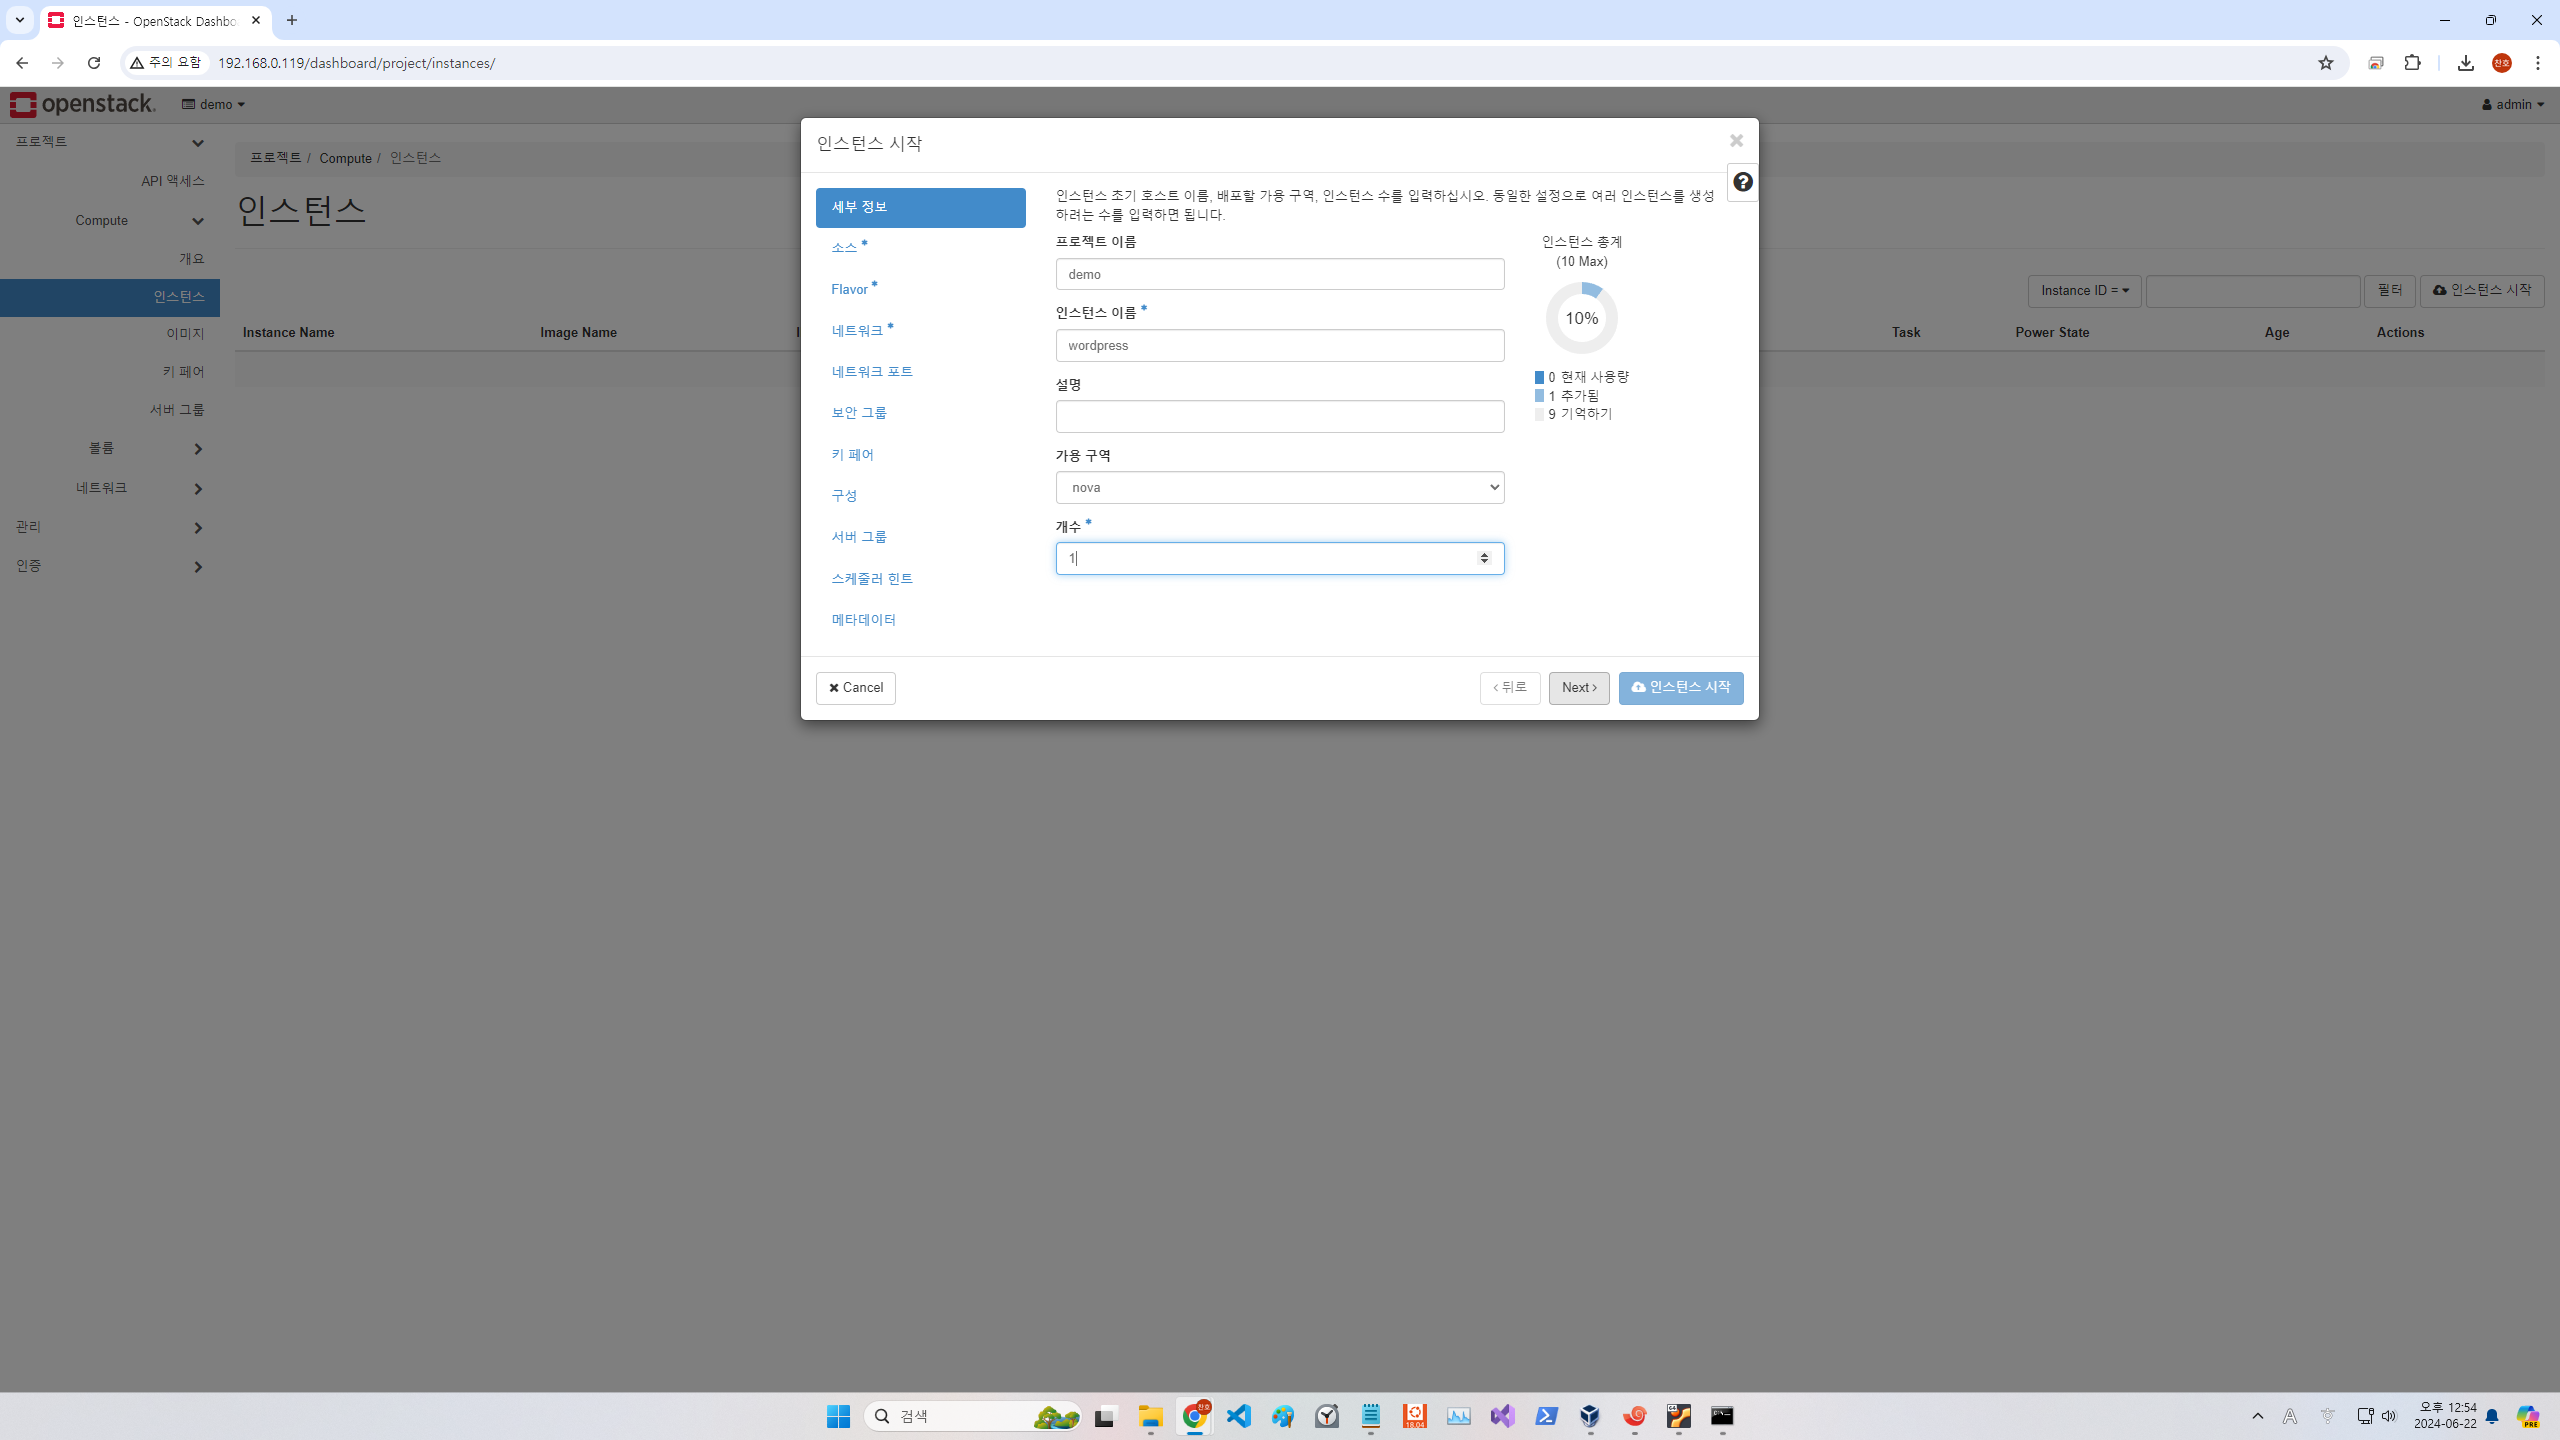 인스턴스 - OpenStack Dashbo
주의 요함
192.168.0.119/dashboard/project/instances/
찬호
openstack.
demo
admin
프로젝트
API 액세스
Compute
개요
인스턴스
이미지
키 페어
서버 그룹
볼륨
네트워크
관리
인증
프로젝트 / Compute / 인스턴스
인스턴스
Instance ID =
필터
인스턴스 시작
Instance Name
Image Name
Task
Power State
Age
Actions
인스턴스 시작
세부 정보
소스 *
Flavor *
네트워크 *
네트워크 포트
보안 그룹
키 페어
구성
서버 그룹
스케줄러 힌트
메타데이터
인스턴스 초기 호스트 이름, 배포할 가용 구역, 인스턴스 수를 입력하십시오. 동일한 설정으로 여러 인스턴스를 생성
하려는 수를 입력하면 됩니다.
프로젝트 이름
demo
인스턴스 이름 *
wordpress
설명
가용 구역
nova
개수 *
1
인스턴스 총계
(10 Max)
10%
0 현재 사용량
1 추가됨
9 기억하기
Cancel
뒤로
Next
인스턴스 시작
검색
찬호
18.04
A
오후 12:54
2024-06-22
PRE